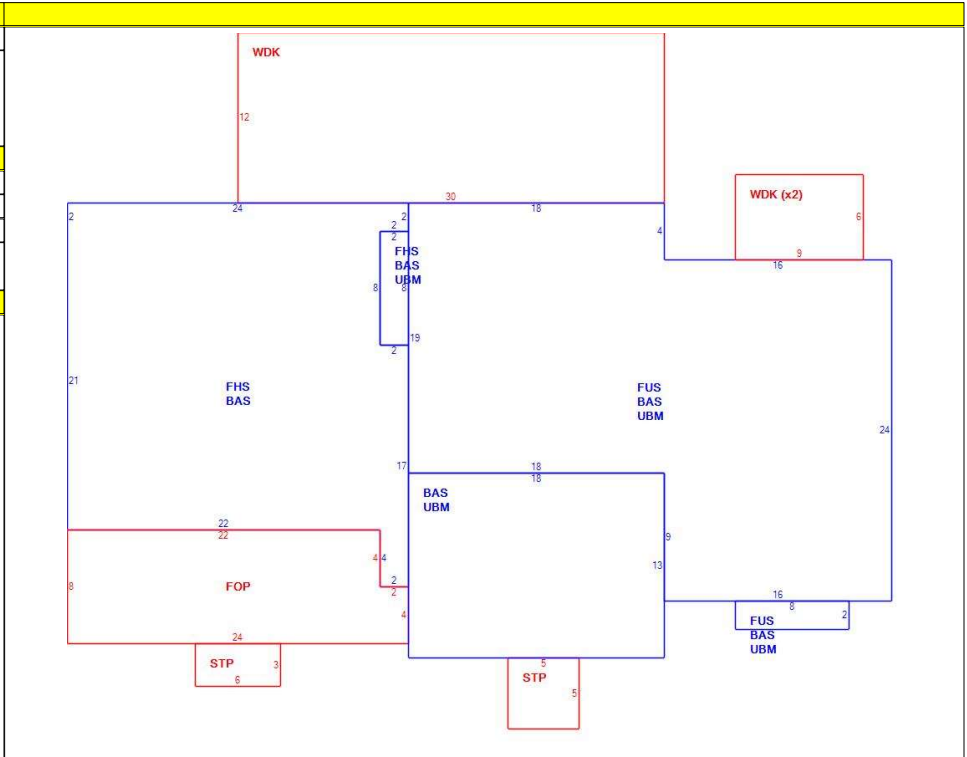 WDK
12
30
WDK (x2)
6
9
2
24
2
18
2
2
4
16
FHS
BAS
UBM
8
8
19
2
21
FHS
BAS
FUS
BAS
UBM
24
17
18
18
BAS
UBM
22
22
4
4
9
13
8
FOP
2
2
4
16
8
2
FUS
BAS
UBM
24
STP
3
6
5
STP
5